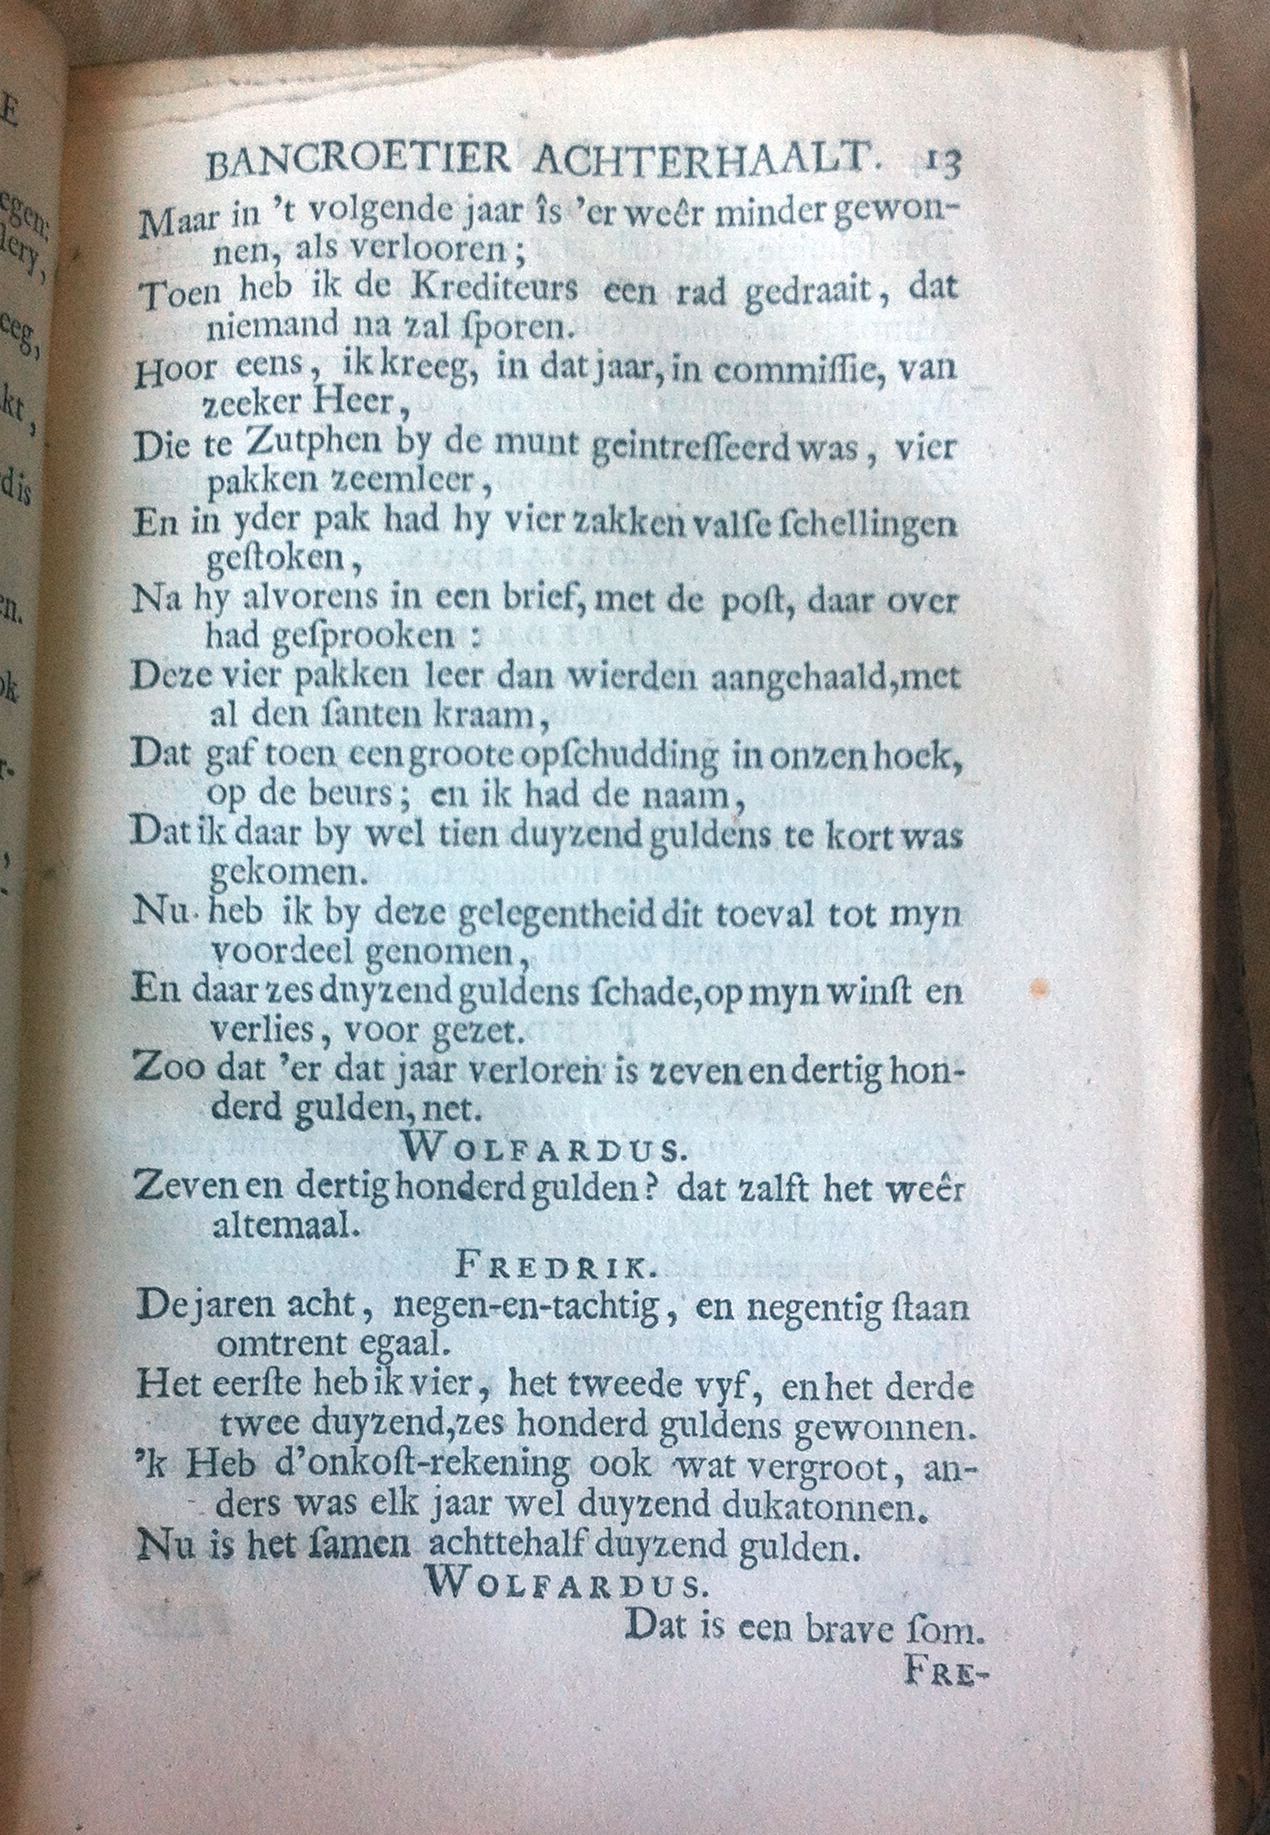 E
egen:
lery,
eeg,
kt,
dis
en.
ok
r-
,
-
BANCROETIER ACHTERHAALT. 13
Maar in 't volgende jaar îs 'er weêr minder gewon-
nen, als verlooren;
Toen heb ik de Krediteurs een rad gedraait, dat
niemand na zal ſporen.
Hoor eens, ik kreeg, in dat jaar, in commiſſie, van
zeeker Heer,
Die te Zutphen by de munt geintreſſeerd was, vier
pakken zeemleer,
En in yder pak had hy vier zakken valſe ſchellingen
geſtoken,
Na hy alvorens in een brief, met de poſt, daar over
had geſprooken:
Deze vier pakken leer dan wierden aangehaald, met
al den ſanten kraam,
Dat gaf toen een groote opſchudding in onzen hoek,
op de beurs; en ik had de naam,
Dat ik daar by wel tien duyzend guldens te kort was
gekomen.
Nu heb ik by deze gelegentheid dit toeval tot myn
voordeel genomen,
En daar zes dnyzend guldens ſchade, op myn winſt en
verlies, voor gezet.
Zoo dat 'er dat jaar verloren is zeven en dertig hon-
derd gulden, net.
WOLFARDUS.
Zeven en dertig honderd gulden? dat zalſt het weêr
altemaal.
FREDRIK.
De jaren acht, negen-en-tachtig, en negentig ſtaan
omtrent egaal.
Het eerſte heb ik vier, het tweede vyf, en het derde
twee duyzend, zes honderd guldens gewonnen.
'k Heb d'onkoſt-rekening ook wat vergroot, an-
ders was elk jaar wel duyzend dukatonnen.
Nu is het ſamen achttehalf duyzend gulden.
WOLFARDUS.
Dat is een brave ſom.
FRE-